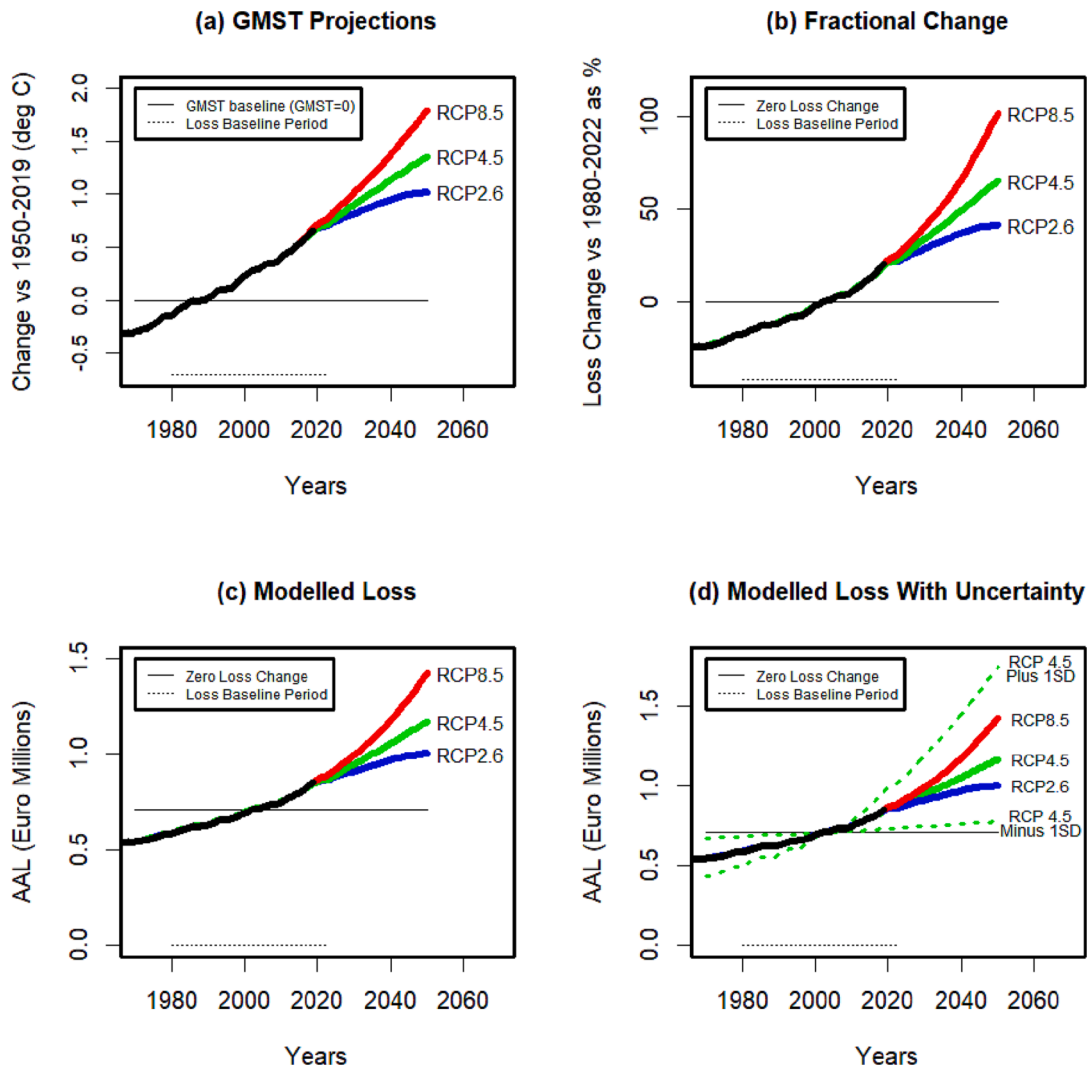 (a) GMST Projections
Change vs 1950-2019 (deg C)
2.0
1.5
1.0
0.5
0.0
-0.5
GMST baseline (GMST=0)
Loss Baseline Period
RCP8.5
RCP4.5
RCP2.6
1980 2000 2020 2040 2060
Years
(b) Fractional Change
Loss Change vs 1980-2022 as %
100
50
0
Zero Loss Change
Loss Baseline Period
RCP8.5
RCP4.5
RCP2.6
1980 2000 2020 2040 2060
Years
(c) Modelled Loss
AAL (Euro Millions)
1.5
1.0
0.5
0.0
Zero Loss Change
Loss Baseline Period
RCP8.5
RCP4.5
RCP2.6
1980 2000 2020 2040 2060
Years
(d) Modelled Loss With Uncertainty
AAL (Euro Millions)
1.5
1.0
0.5
0.0
Zero Loss Change
Loss Baseline Period
RCP 4.5
Plus 1SD
RCP8.5
RCP4.5
RCP2.6
RCP 4.5
Minus 1SD
1980 2000 2020 2040 2060
Years